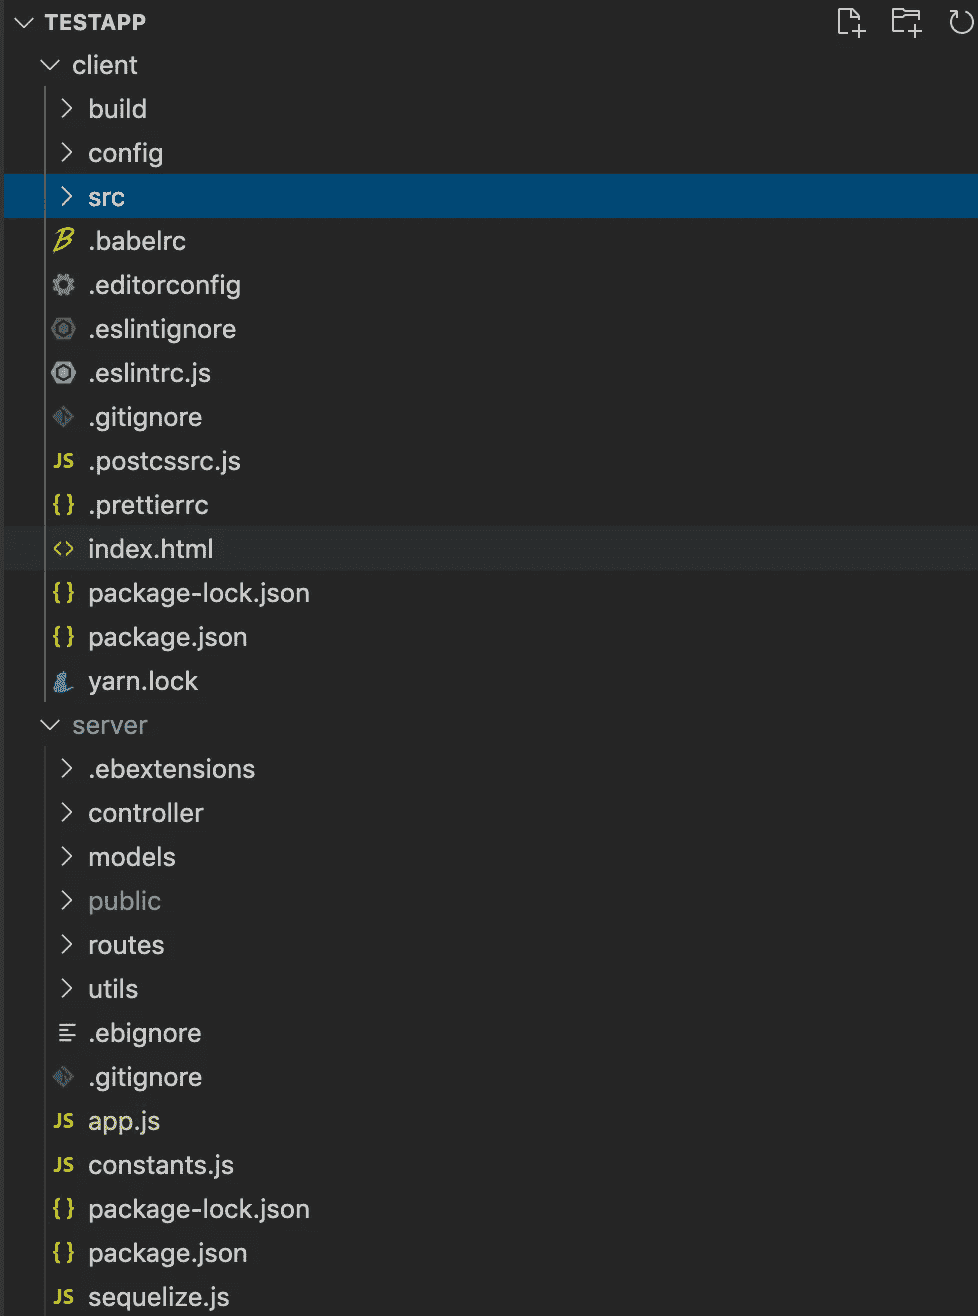 TESTAPP
client
build
config
src
.babelrc
.editorconfig
.eslintignore
.eslintrc.js
.gitignore
JS .postcssrc.js
{} .prettierrc
<> index.html
{} package-lock.json
{} package.json
yarn.lock
server
.ebextensions
controller
models
public
routes
utils
.ebignore
.gitignore
JS app.js
JS constants.js
{} package-lock.json
{} package.json
JS sequelize.js